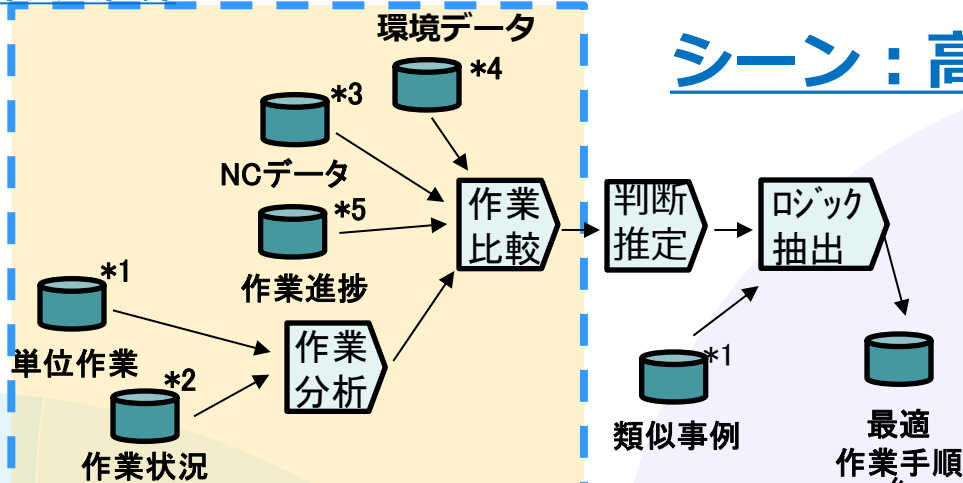 環境データ
*4
シーン：高
*3
NCデータ
*5
作業進捗
作業
比較
判断
推定
ロジック
抽出
*1
単位作業
*2
作業状況
作業
分析
*1
類似事例
最適
作業手順